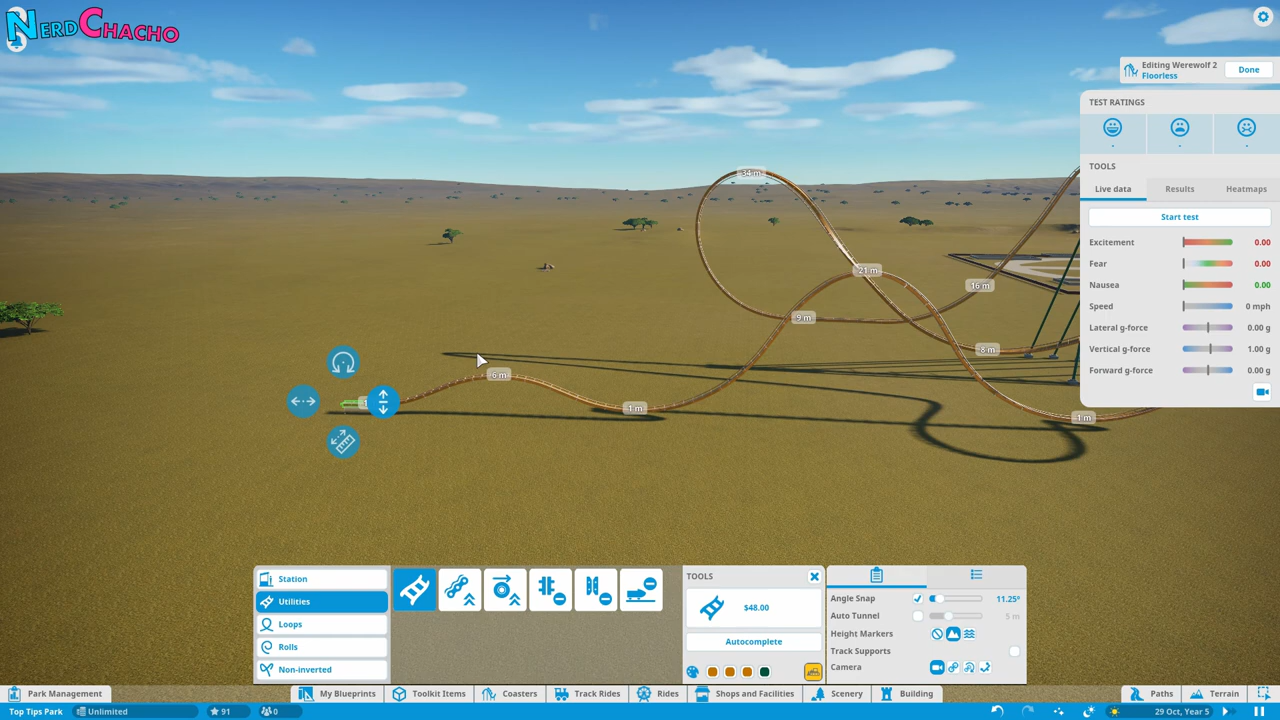 NERDCHACHO
Editing Werewolf 2
Floorless
Done
TEST RATINGS
-
-
-
TOOLS
Live data
Results
Heatmaps
Start test
Excitement
0.00
Fear
0.00
Nausea
0.00
Speed
0 mph
Lateral g-force
0.00 g
Vertical g-force
1.00 g
Forward g-force
0.00 g
34 m
21 m
16 m
9 m
8 m
6 m
1 m
Station
Utilities
Loops
Rolls
Non-inverted
TOOLS
$48.00
Autocomplete
Angle Snap
11.25°
Auto Tunnel
5 m
Height Markers
Track Supports
Camera
Park Management
My Blueprints
Toolkit Items
Coasters
Track Rides
Rides
Shops and Facilities
Scenery
Building
Paths
Terrain
Top Tips Park
Unlimited
91
0
29 Oct, Year 5